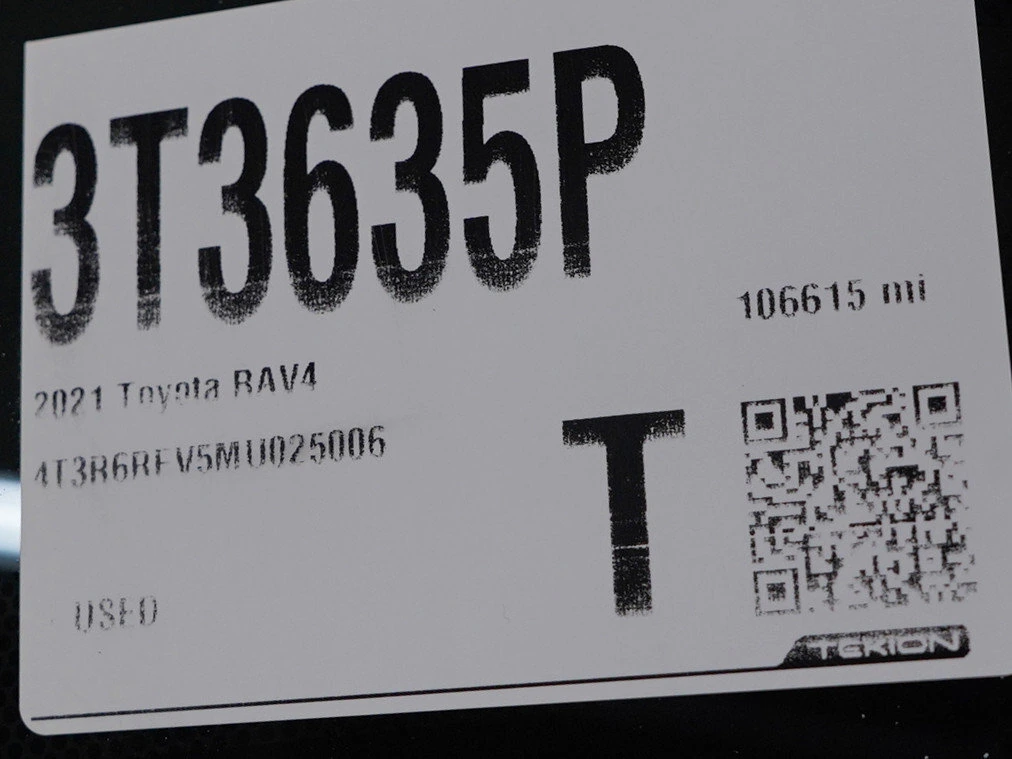 3T3635P
106615 mi
2021 Toyota RAV4
4T3R6RFV5MU025006
T
USED
TEKION